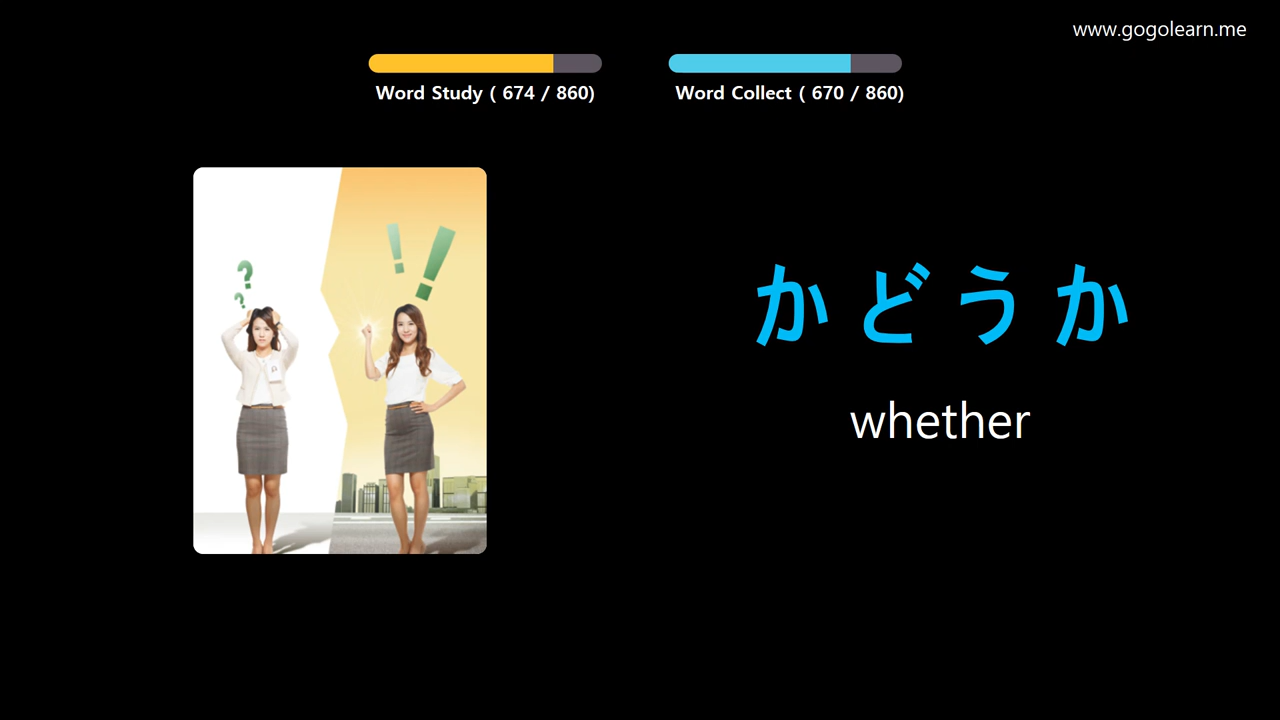 www.gogolearn.me
Word Study ( 674 / 860)
Word Collect ( 670 / 860)
? ?
! !
かどうか
whether